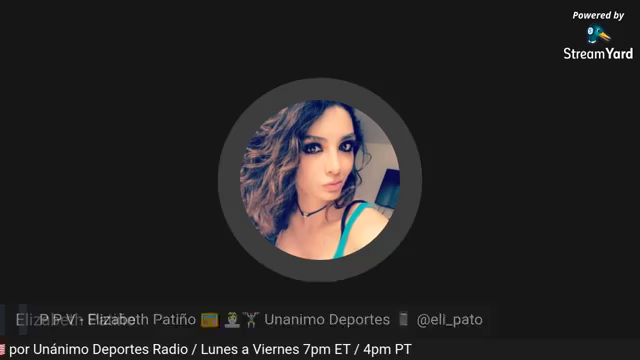 Powered by
StreamYard
P P V - Elizabeth Patiño Unanimo Deportes @eli_pato
por Unánimo Deportes Radio / Lunes a Viernes 7pm ET / 4pm PT